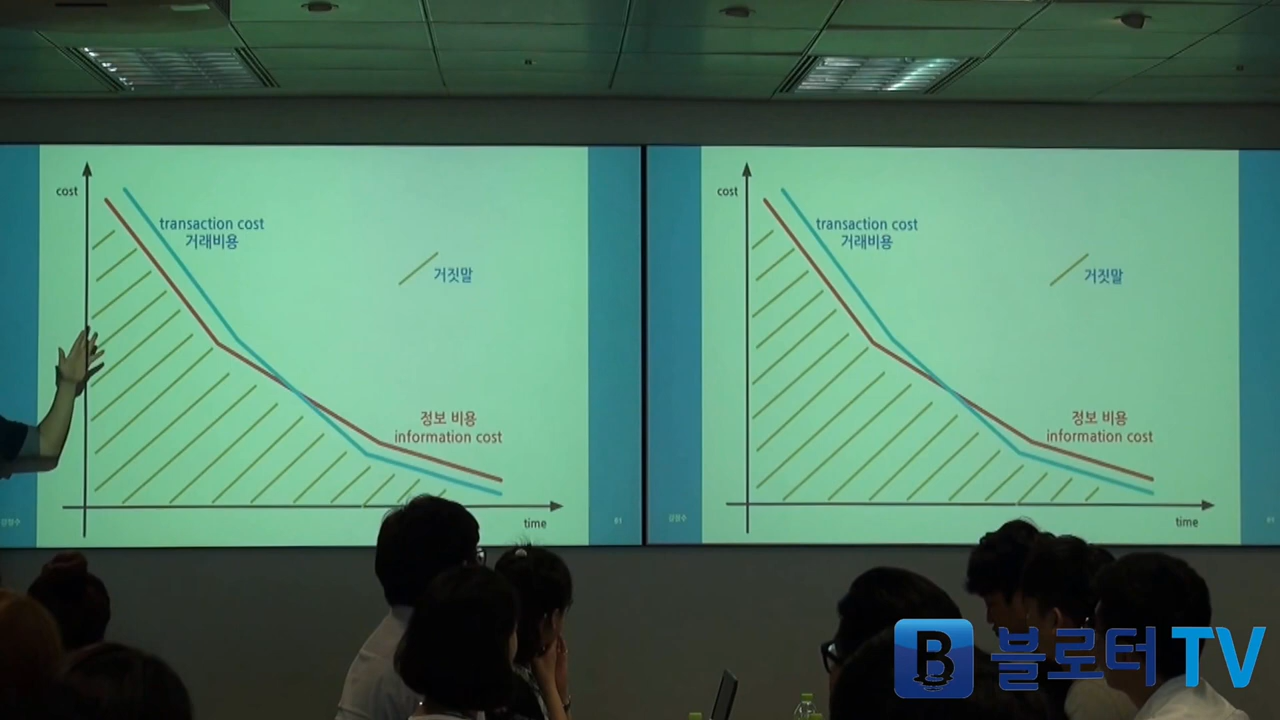 cost
transaction cost
거래비용
거짓말
정보 비용
information cost
time
61
cost
transaction cost
거래비용
거짓말
정보 비용
information cost
time
B 블로터TV